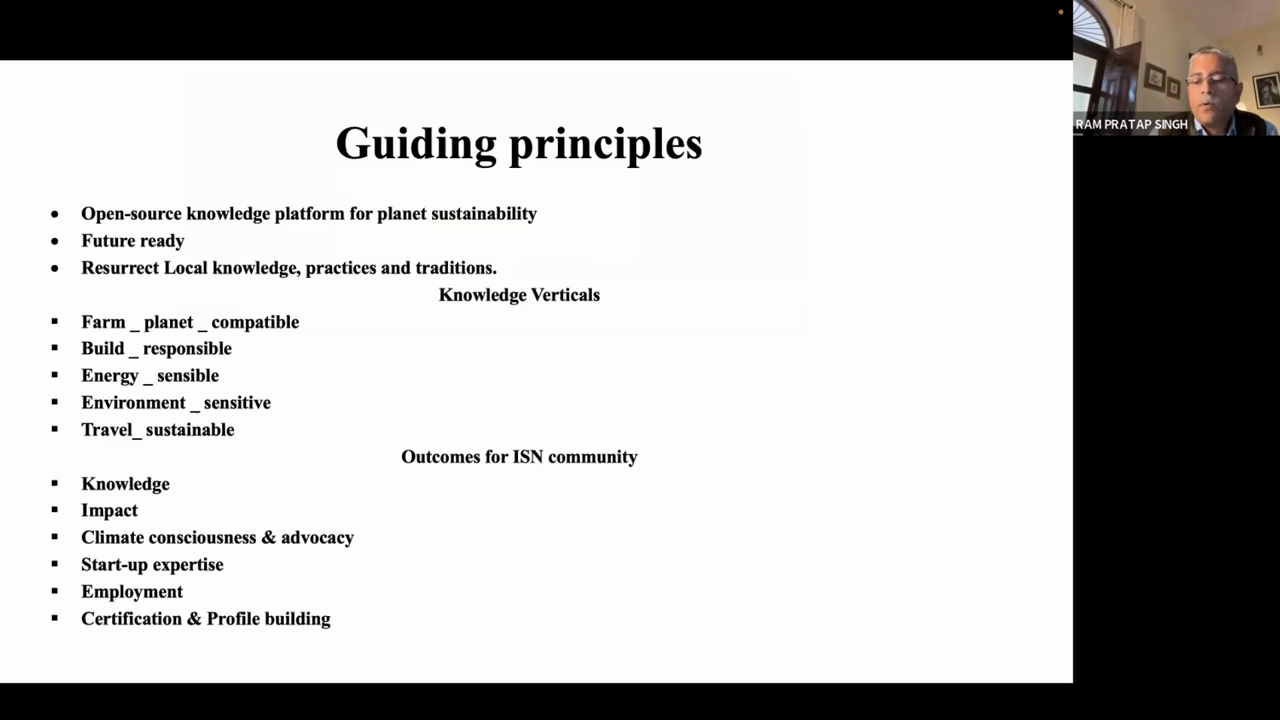 Guiding principles
• Open-source knowledge platform for planet sustainability
• Future ready
• Resurrect Local knowledge, practices and traditions.
Knowledge Verticals
▪ Farm _ planet _ compatible
▪ Build _ responsible
▪ Energy _ sensible
▪ Environment _ sensitive
▪ Travel_ sustainable
Outcomes for ISN community
▪ Knowledge
▪ Impact
▪ Climate consciousness & advocacy
▪ Start-up expertise
▪ Employment
▪ Certification & Profile building
RAM PRATAP SINGH